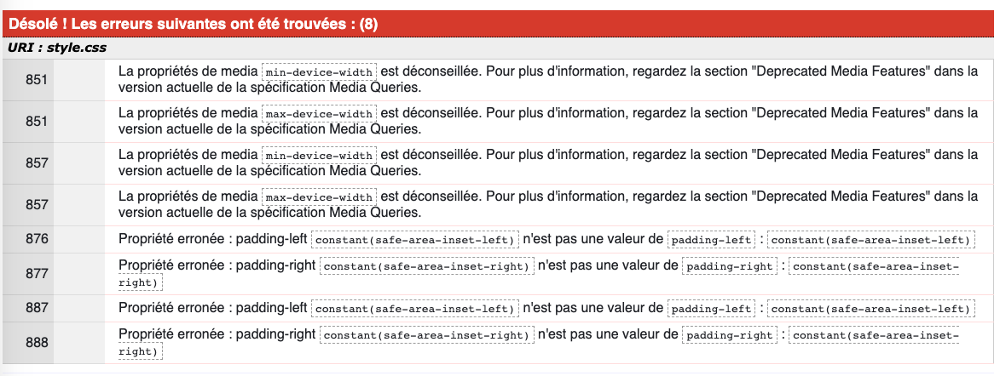 Désolé ! Les erreurs suivantes ont été trouvées : (8)
URI : style.css
851 La propriétés de media min-device-width est déconseillée. Pour plus d'information, regardez la section "Deprecated Media Features" dans la
version actuelle de la spécification Media Queries.
851 La propriétés de media max-device-width est déconseillée. Pour plus d'information, regardez la section "Deprecated Media Features" dans la
version actuelle de la spécification Media Queries.
857 La propriétés de media min-device-width est déconseillée. Pour plus d'information, regardez la section "Deprecated Media Features" dans la
version actuelle de la spécification Media Queries.
857 La propriétés de media max-device-width est déconseillée. Pour plus d'information, regardez la section "Deprecated Media Features" dans la
version actuelle de la spécification Media Queries.
876 Propriété erronée : padding-left constant(safe-area-inset-left) n'est pas une valeur de padding-left : constant(safe-area-inset-left)
877 Propriété erronée : padding-right constant(safe-area-inset-right) n'est pas une valeur de padding-right : constant(safe-area-inset-
right)
887 Propriété erronée : padding-left constant(safe-area-inset-left) n'est pas une valeur de padding-left : constant(safe-area-inset-left)
888 Propriété erronée : padding-right constant(safe-area-inset-right) n'est pas une valeur de padding-right : constant(safe-area-inset-
right)